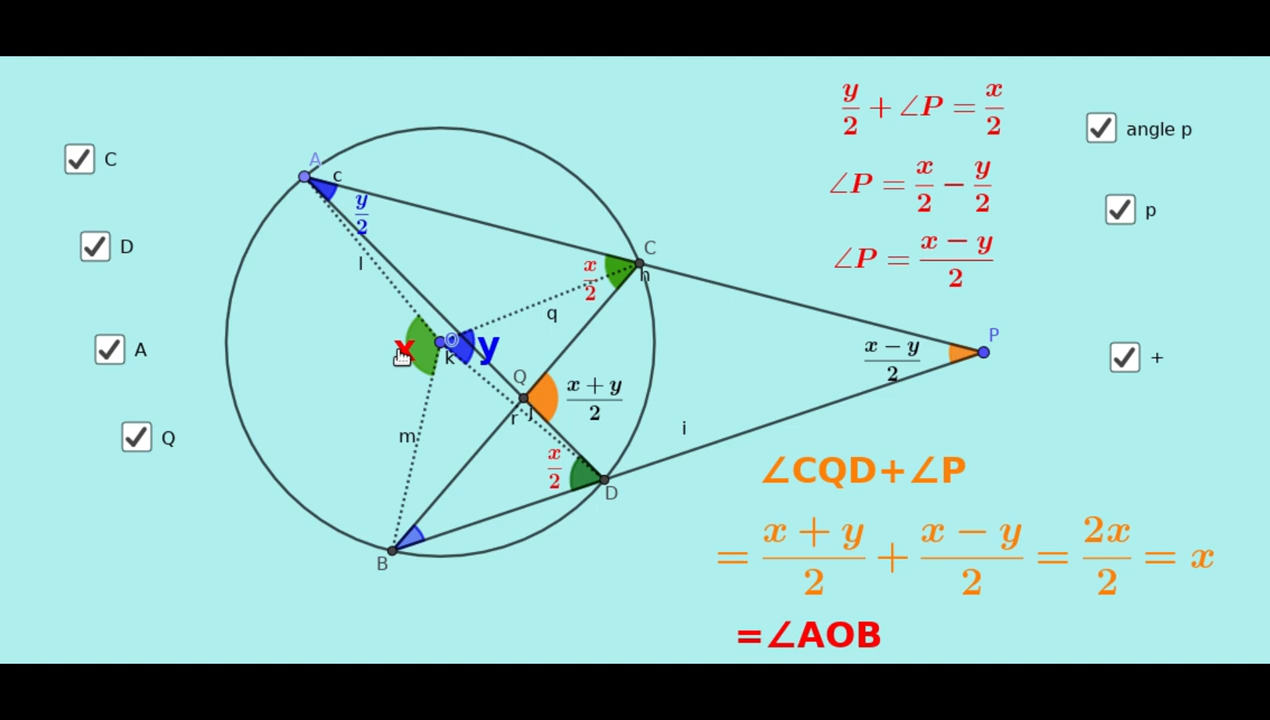 C
D
A
Q
A
c
y/2
l
x/2
C
h
q
x
O
k
y
Q
(x + y)/2
r
j
m
x/2
D
B
i
P
(x − y)/2
y/2 + ∠P = x/2
∠P = x/2 − y/2
∠P = (x − y)/2
angle p
p
+
∠CQD+∠P
= (x + y)/2 + (x − y)/2 = 2x/2 = x
=∠AOB